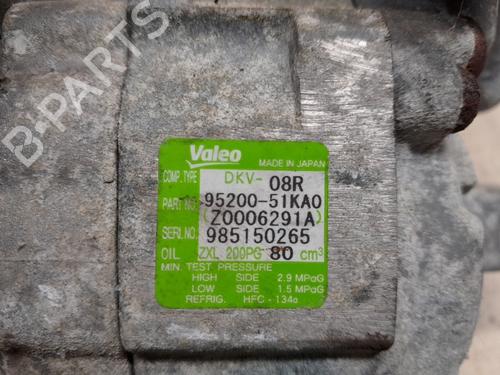 B-PARTS
Valeo
MADE IN JAPAN
COMP. TYPE DKV- 08R
PART NO. 95200-51KA0
(Z0006291A)
SERI.NO. 985150265
OIL ZXL 200PG 80 cm³
MIN. TEST PRESSURE
HIGH SIDE 2.9 MPaG
LOW SIDE 1.5 MPaG
REFRIG. HFC - 134a